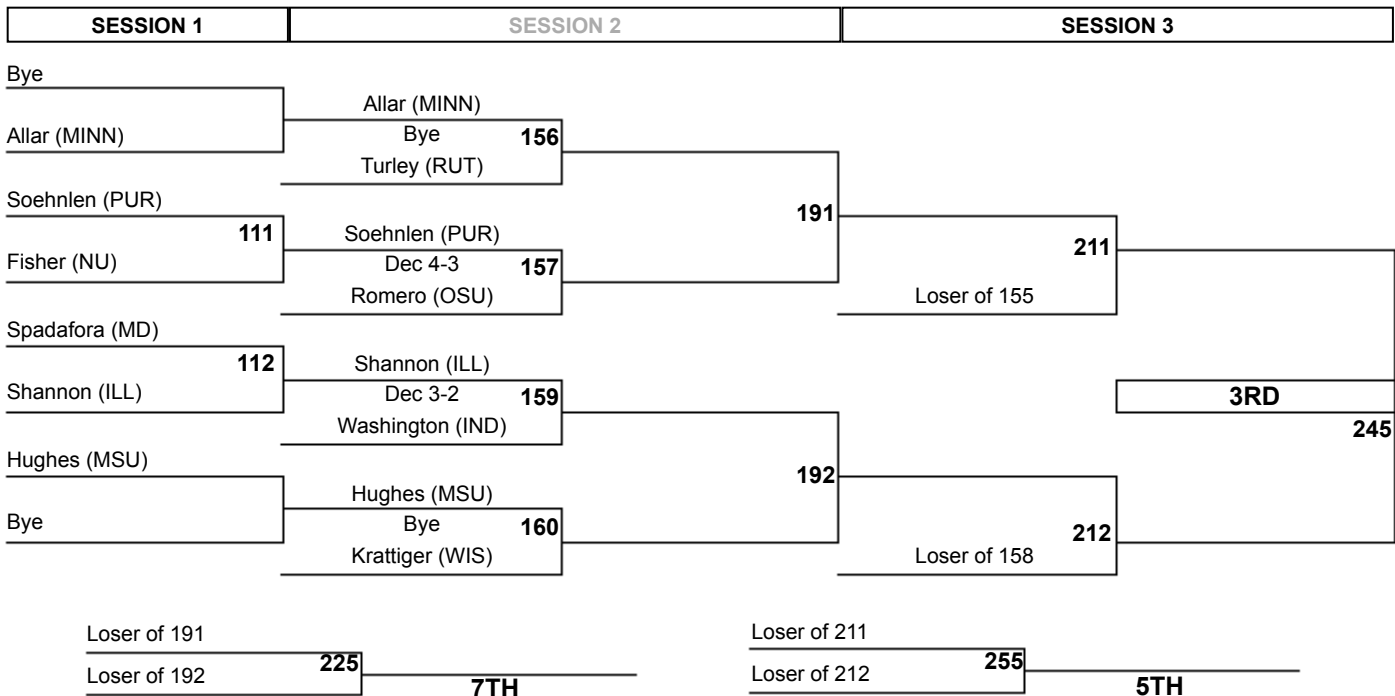 SESSION 1
SESSION 2
SESSION 3
Bye
Allar (MINN)
Allar (MINN)
Bye
156
Turley (RUT)
Soehnlen (PUR)
111
Fisher (NU)
Soehnlen (PUR)
Dec 4-3
157
Romero (OSU)
191
211
Loser of 155
Spadafora (MD)
112
Shannon (ILL)
Shannon (ILL)
Dec 3-2
159
Washington (IND)
3RD
245
Hughes (MSU)
Bye
Hughes (MSU)
Bye
160
Krattiger (WIS)
192
212
Loser of 158
Loser of 191
225
Loser of 192
7TH
Loser of 211
255
Loser of 212
5TH